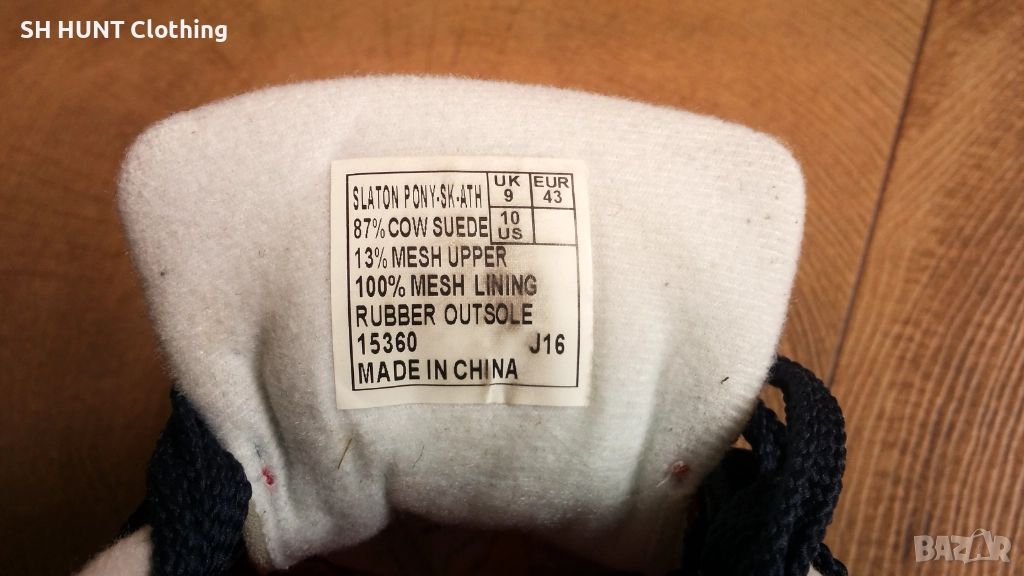 SH HUNT Clothing
SLATON PONY-SK-ATH
UK
9
EUR
43
87% COW SUEDE
10
US
13% MESH UPPER
100% MESH LINING
RUBBER OUTSOLE
15360 J16
MADE IN CHINA
BAZAR